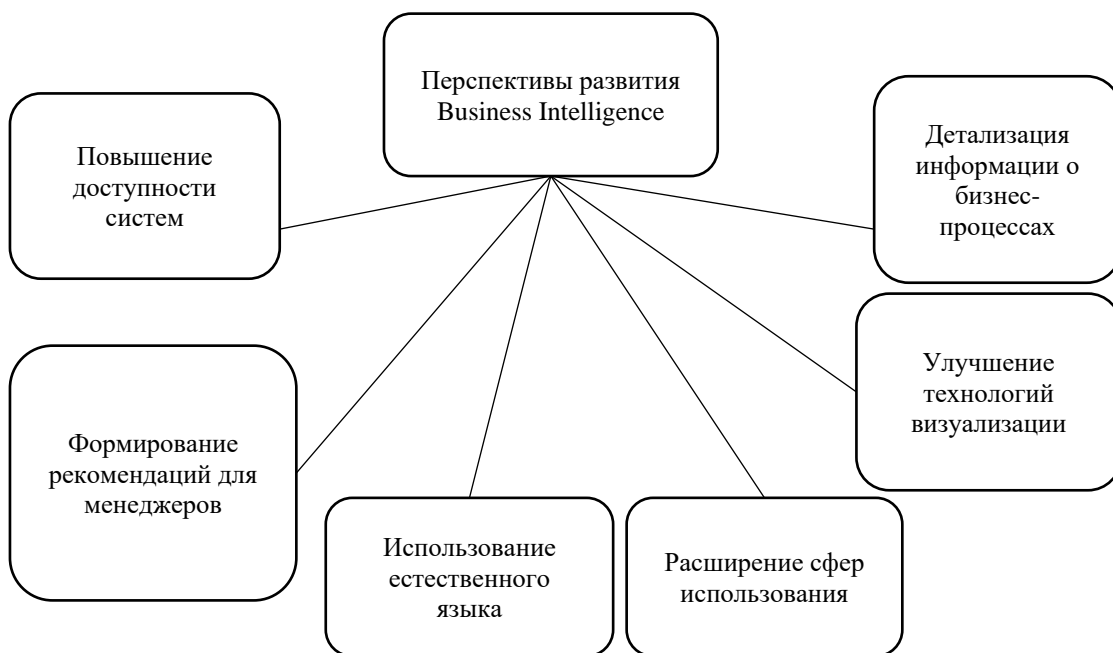 Перспективы развития
Business Intelligence
Повышение
доступности
систем
Детализация
информации о
бизнес-
процессах
Формирование
рекомендаций для
менеджеров
Улучшение
технологий
визуализации
Использование
естественного
языка
Расширение сфер
использования